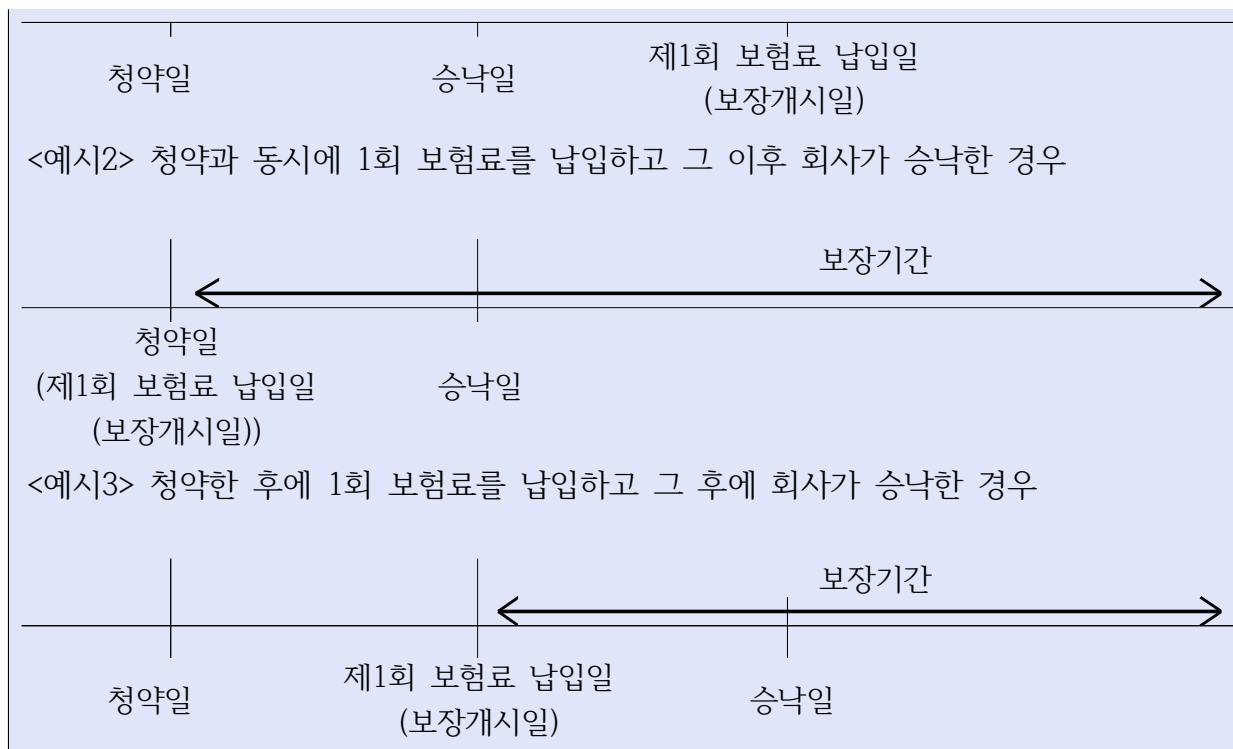 청약일 승낙일 제1회 보험료 납입일
(보장개시일)
<예시2> 청약과 동시에 1회 보험료를 납입하고 그 이후 회사가 승낙한 경우
보장기간
청약일
(제1회 보험료 납입일 승낙일
(보장개시일))
<예시3> 청약한 후에 1회 보험료를 납입하고 그 후에 회사가 승낙한 경우
보장기간
청약일 제1회 보험료 납입일 승낙일
(보장개시일)